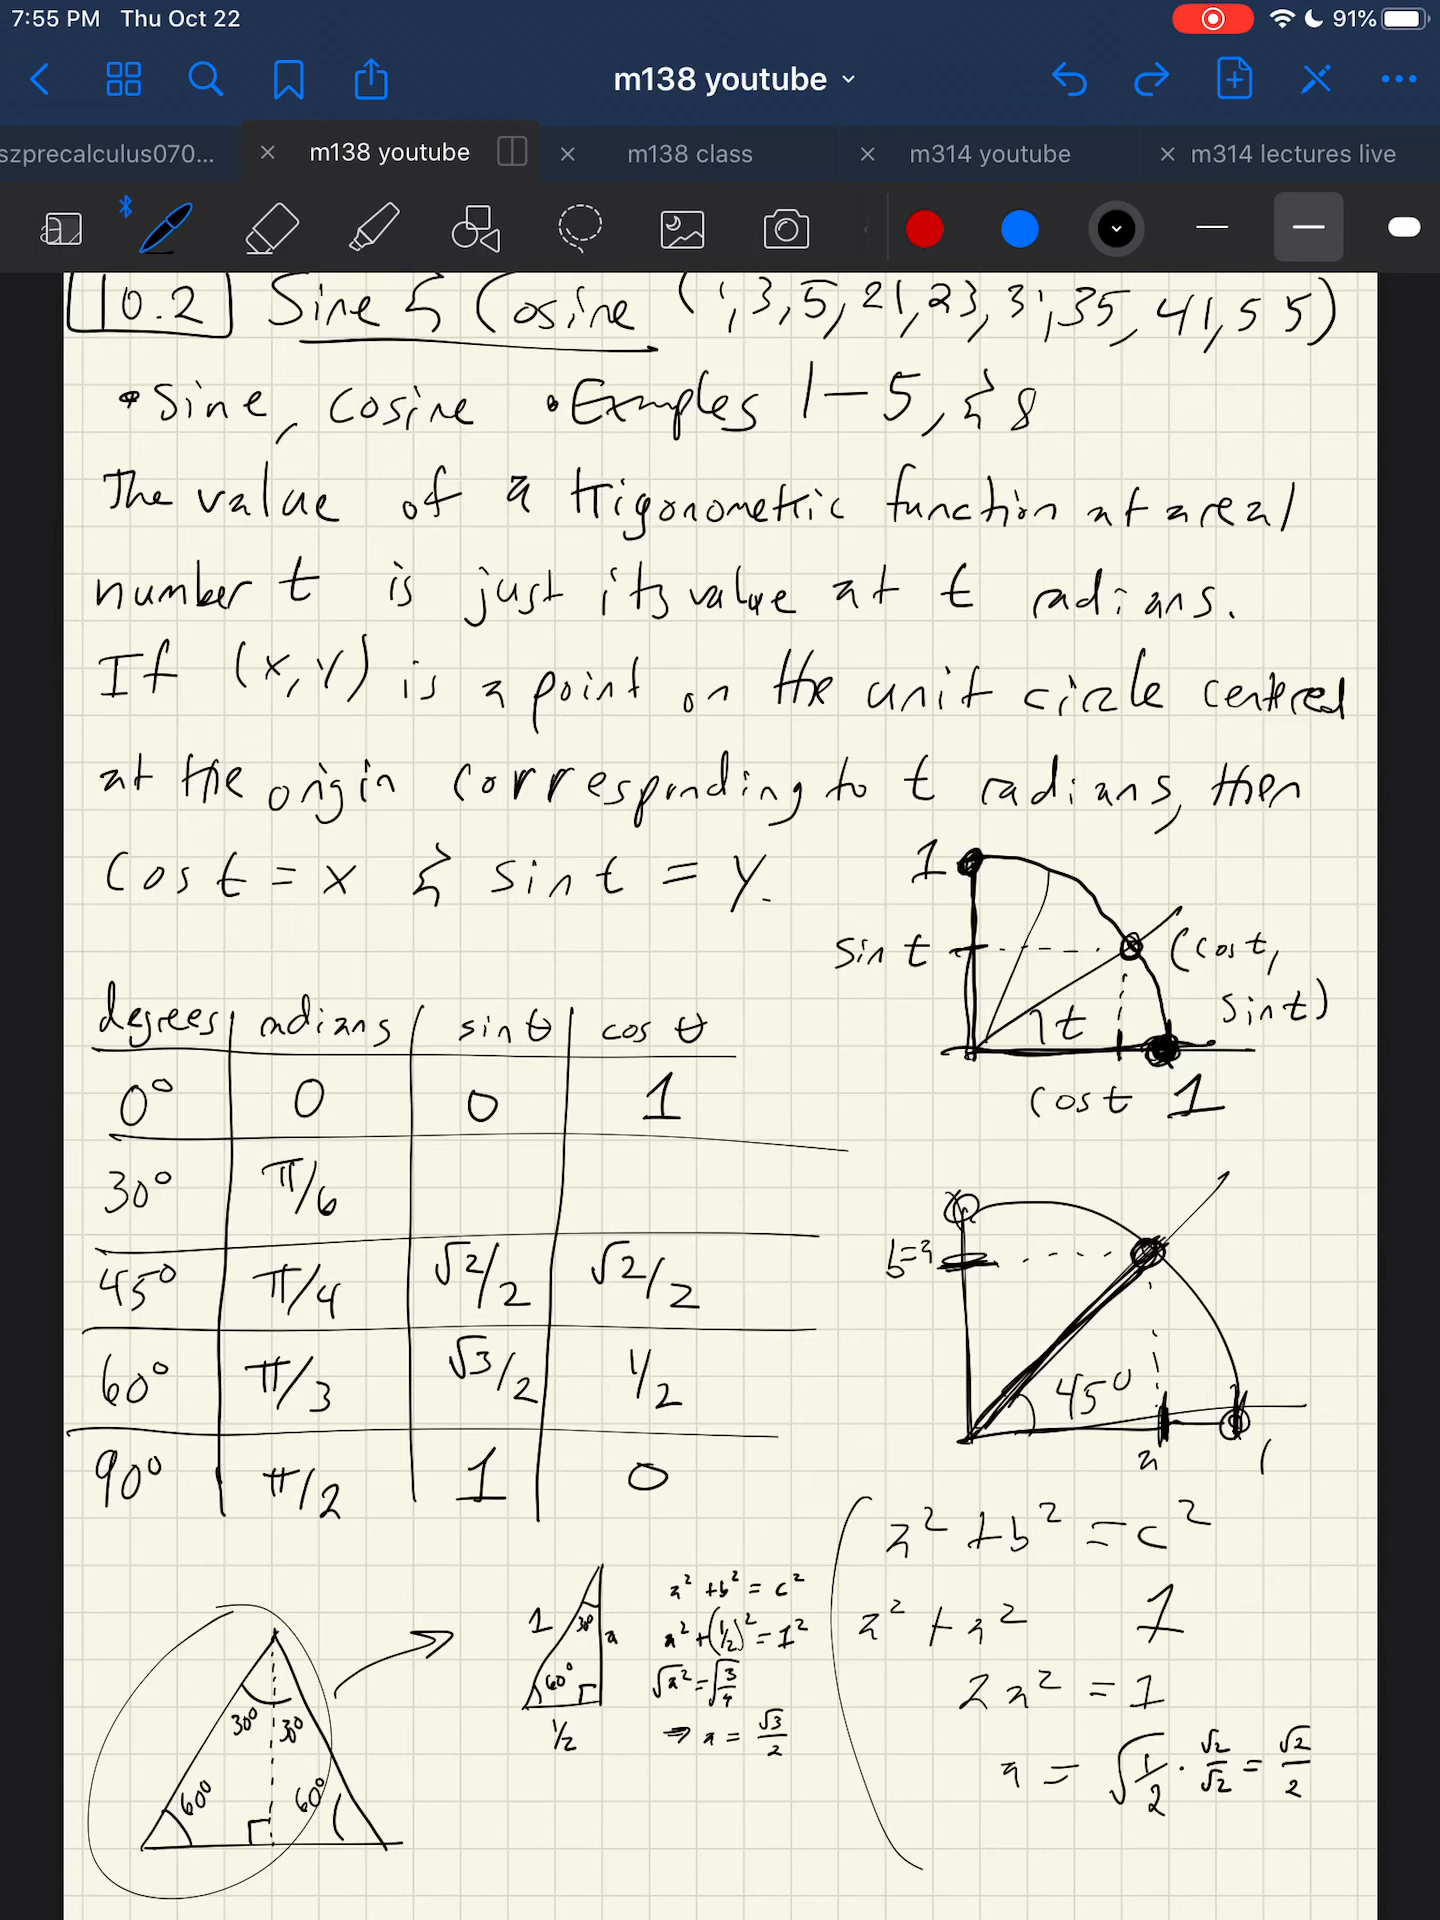 7:55 PM Thu Oct 22
91%
m138 youtube
szprecalculus070...
m138 youtube
m138 class
m314 youtube
m314 lectures live
10.2 Sine & Cosine (1,3,5,21,23,31,35,41,55)
• Sine, cosine • Examples 1-5, & 8
The value of a trigonometric function at a real
number t is just its value at t radians.
If (x,y) is a point on the unit circle centered
at the origin corresponding to t radians, then
cos t = x & sin t = y.
1
sin t
(cos t,
sin t)
t
cos t 1
degrees radians sin θ cos θ
0° 0 0 1
30° π/6
45° π/4 √2/2 √2/2
60° π/3 √3/2 1/2
90° π/2 1 0
b=a
45°
a 1
a² + b² = c²
a² + a² 1
2a² = 1
a = √1/2 · √2/√2 = √2/2
30° 30°
60° 60°
1 30° a
60°
1/2
a² + b² = c²
a² + (1/2)² = 1²
√a² = √3/4
⇒ a = √3/2